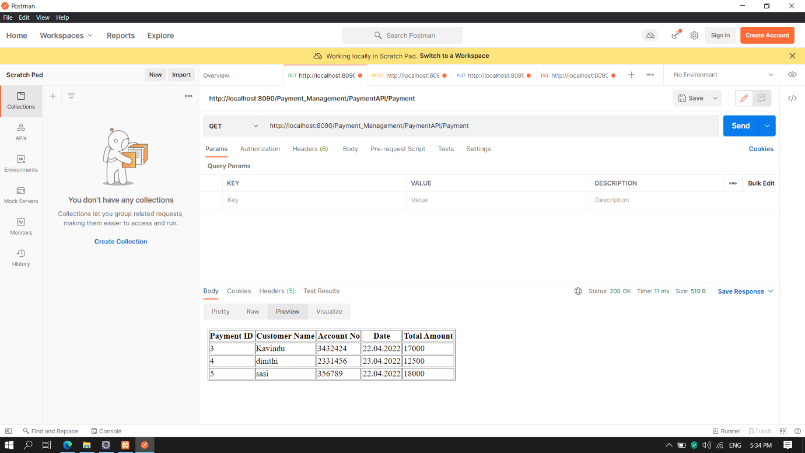 Postman
File Edit View Help
Home Workspaces Reports Explore Search Postman Sign In Create Account
Working locally in Scratch Pad. Switch to a Workspace
Scratch Pad New Import Overview GET http://localhost:8090 POST http://localhost:8090 PUT http://localhost:8090 DEL http://localhost:8090 No Environment
http://localhost:8090/Payment_Management/PaymentAPI/Payment Save
Collections
GET http://localhost:8090/Payment_Management/PaymentAPI/Payment Send
APIs
Params Authorization Headers (6) Body Pre-request Script Tests Settings Cookies
Environments
Query Params
KEY VALUE DESCRIPTION Bulk Edit
Key Value Description
Mock Servers
You don't have any collections
Collections let you group related requests,
making them easier to access and run.
Create Collection
Monitors
History
Body Cookies Headers (5) Test Results Status: 200 OK Time: 11 ms Size: 519 B Save Response
Pretty Raw Preview Visualize
Payment ID Customer Name Account No Date Total Amount
3 Kavindu 3432424 22.04.2022 17000
4 dinithi 2331456 23.04.2022 12500
5 sasi 356789 22.04.2022 18000
Find and Replace Console Runner Trash
ENG 5:34 PM